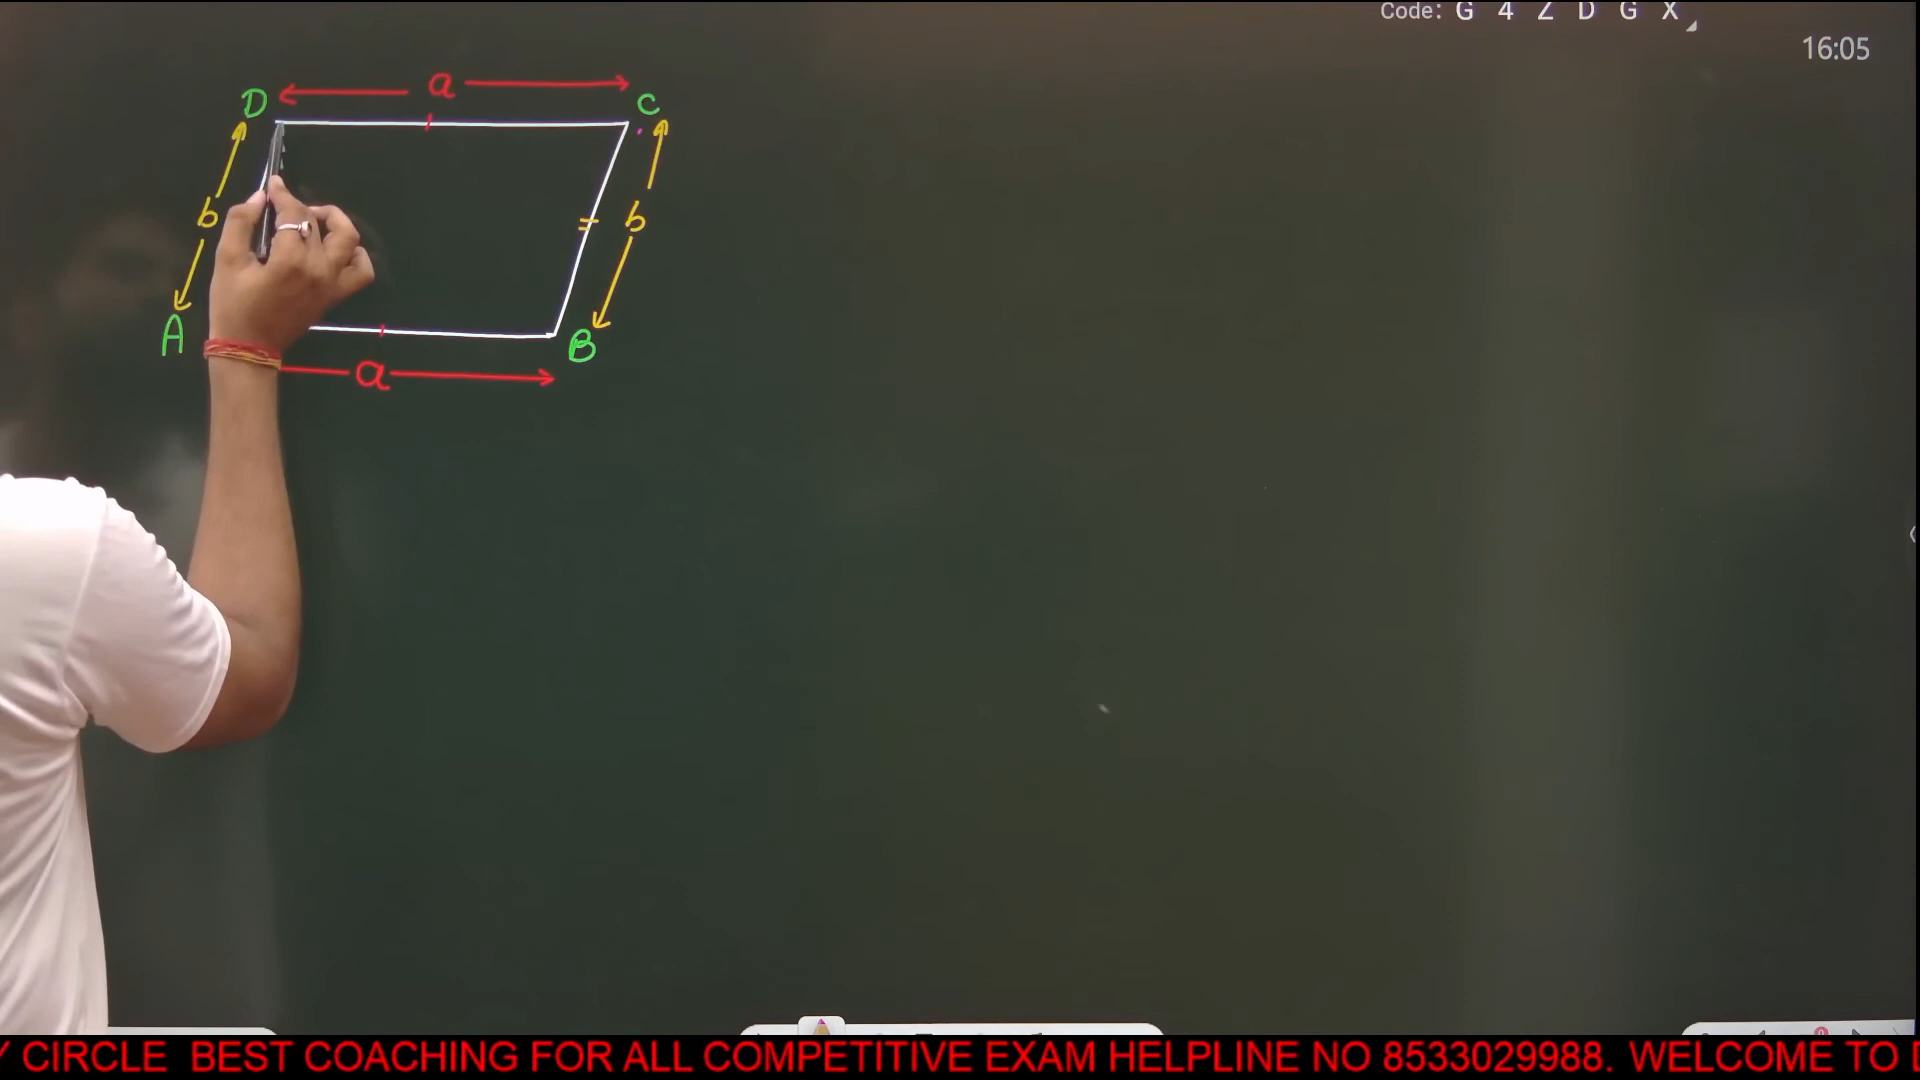 Code: G 4 Z D G X
16:05
a
D
C
b
b
A
B
a
Y CIRCLE BEST COACHING FOR ALL COMPETITIVE EXAM HELPLINE NO 8533029988. WELCOME TO